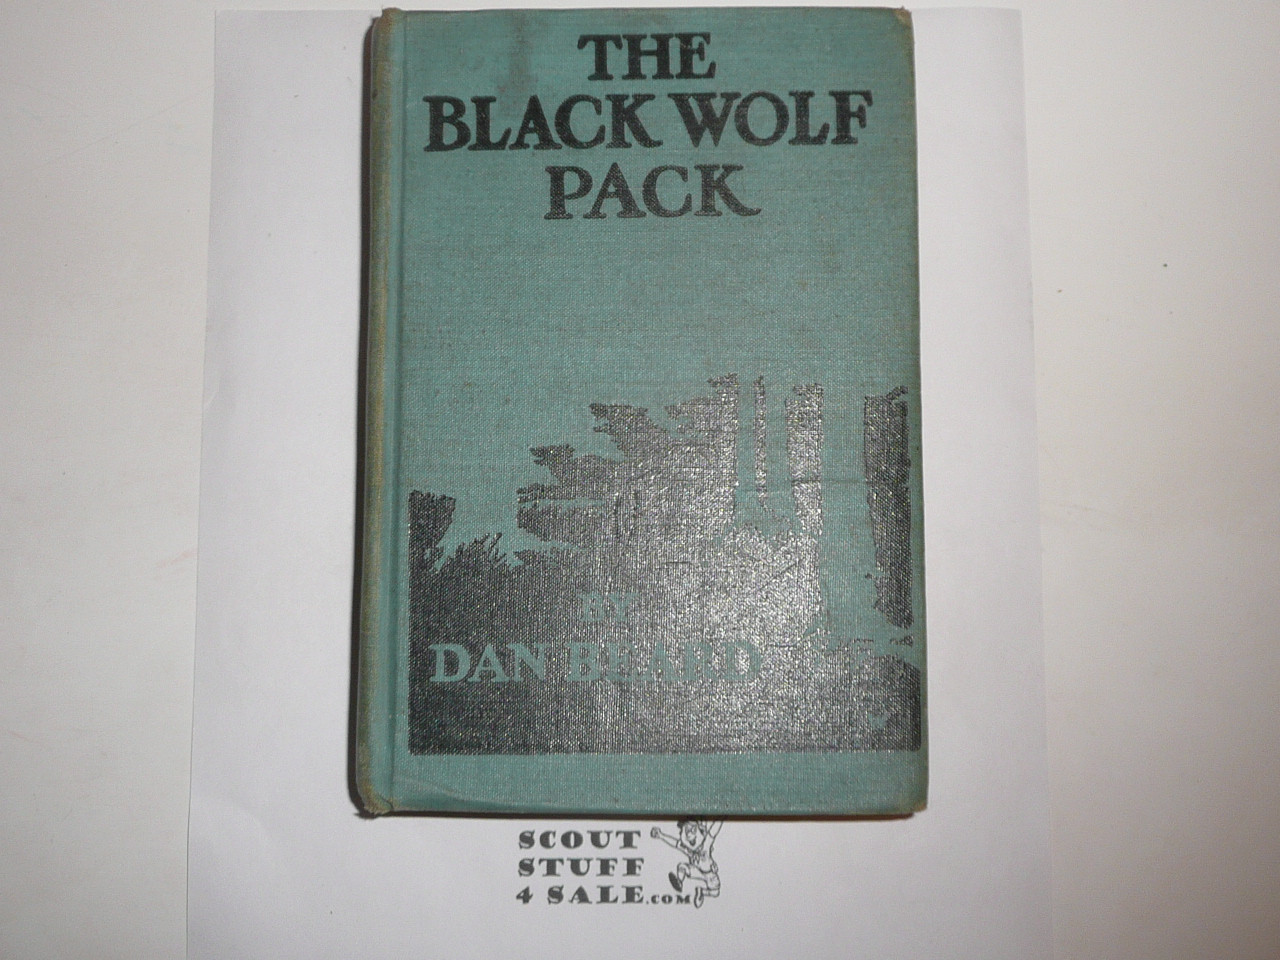 THE
BLACK WOLF
PACK
BY
DAN BEARD
SCOUT
STUFF
4 SALE.COM